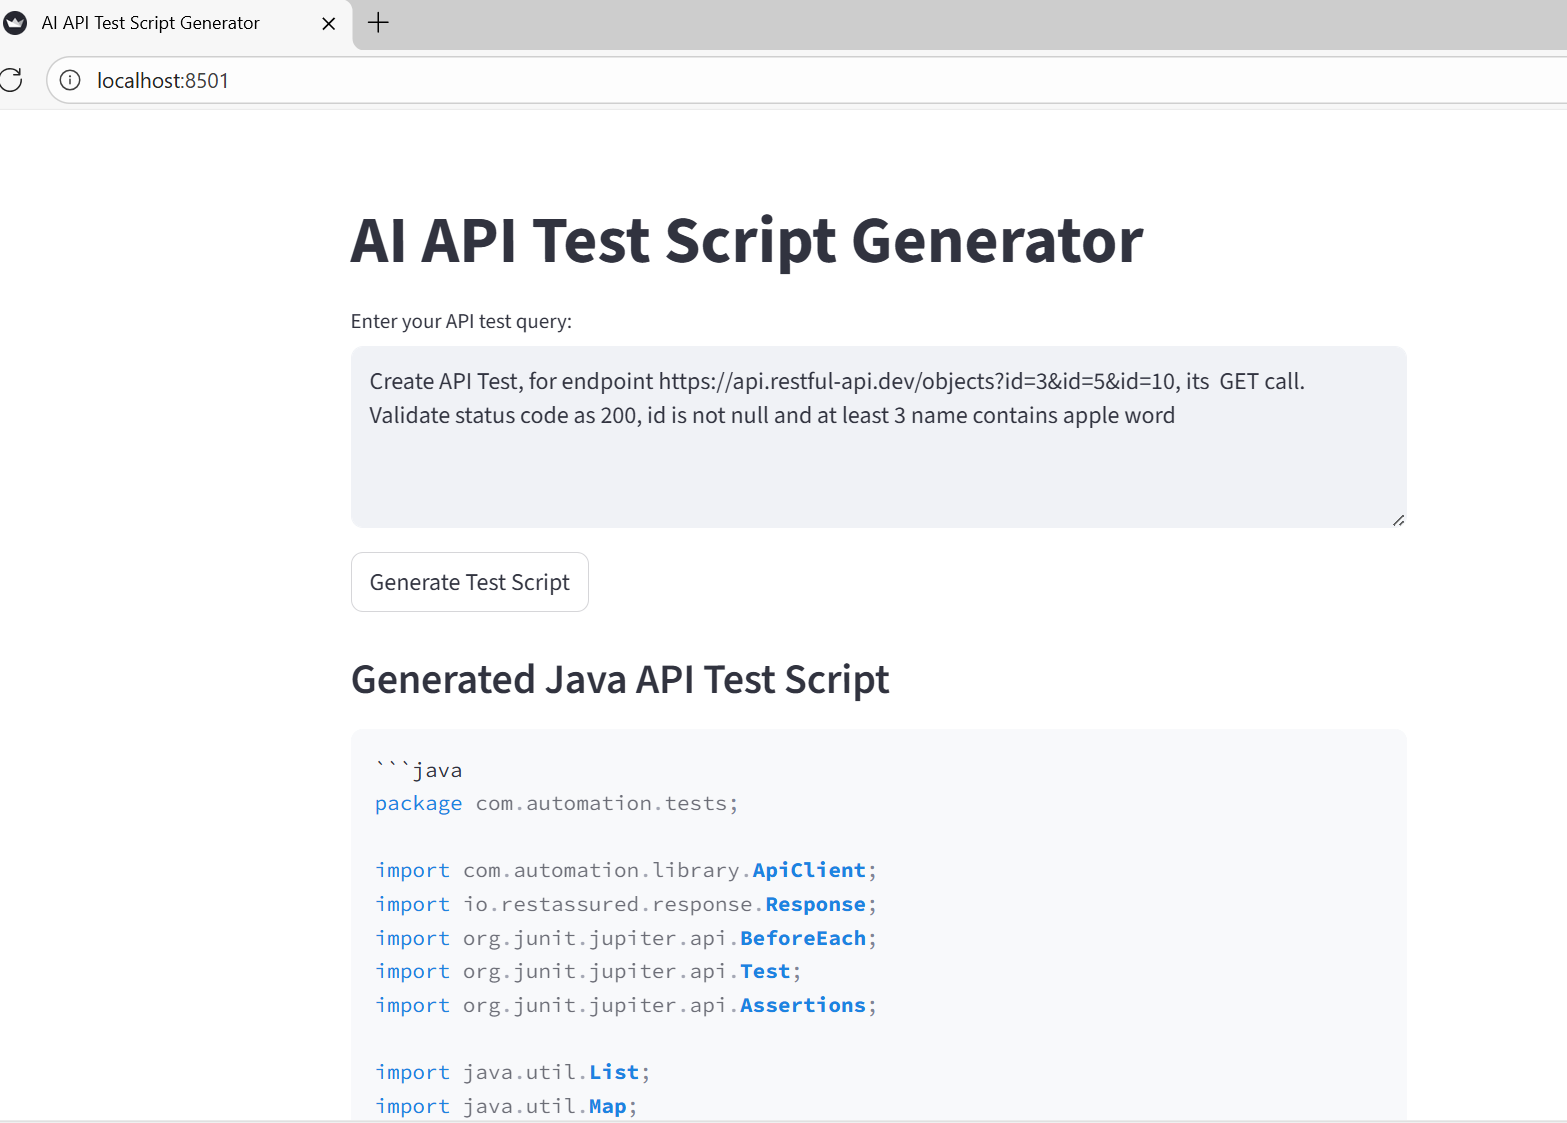 AI API Test Script Generator
localhost:8501
AI API Test Script Generator
Enter your API test query:
Create API Test, for endpoint https://api.restful-api.dev/objects?id=3&id=5&id=10, its  GET call.
Validate status code as 200, id is not null and at least 3 name contains apple word
Generate Test Script
Generated Java API Test Script
```java
package com.automation.tests;
import com.automation.library.ApiClient;
import io.restassured.response.Response;
import org.junit.jupiter.api.BeforeEach;
import org.junit.jupiter.api.Test;
import org.junit.jupiter.api.Assertions;
import java.util.List;
import java.util.Map;